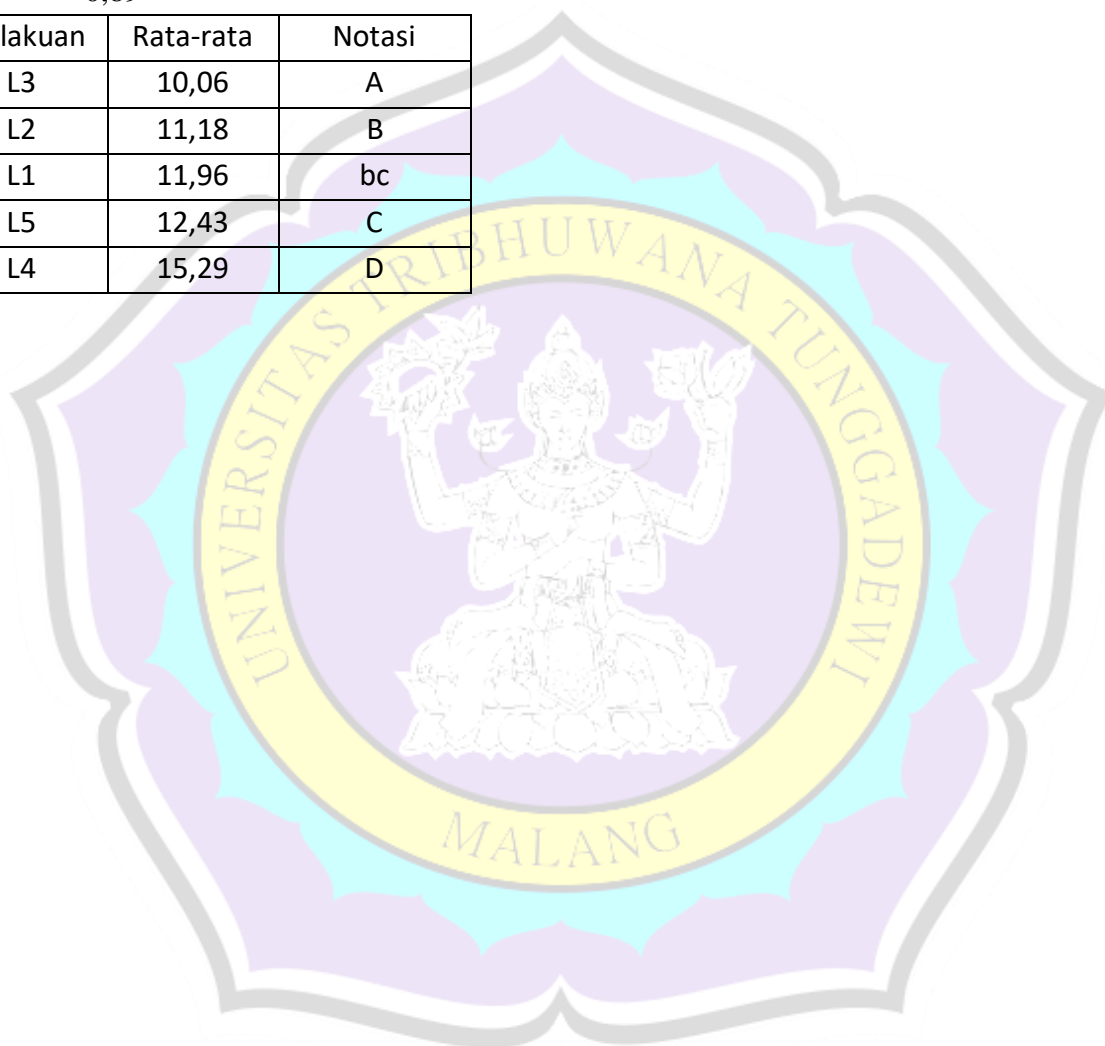 lakuan Rata-rata Notasi
L3 10,06 A
L2 11,18 B
L1 11,96 bc
L5 12,43 C
L4 15,29 D
UNIVERSITAS TRIBHUWANA TUNGGADEWI
MALANG